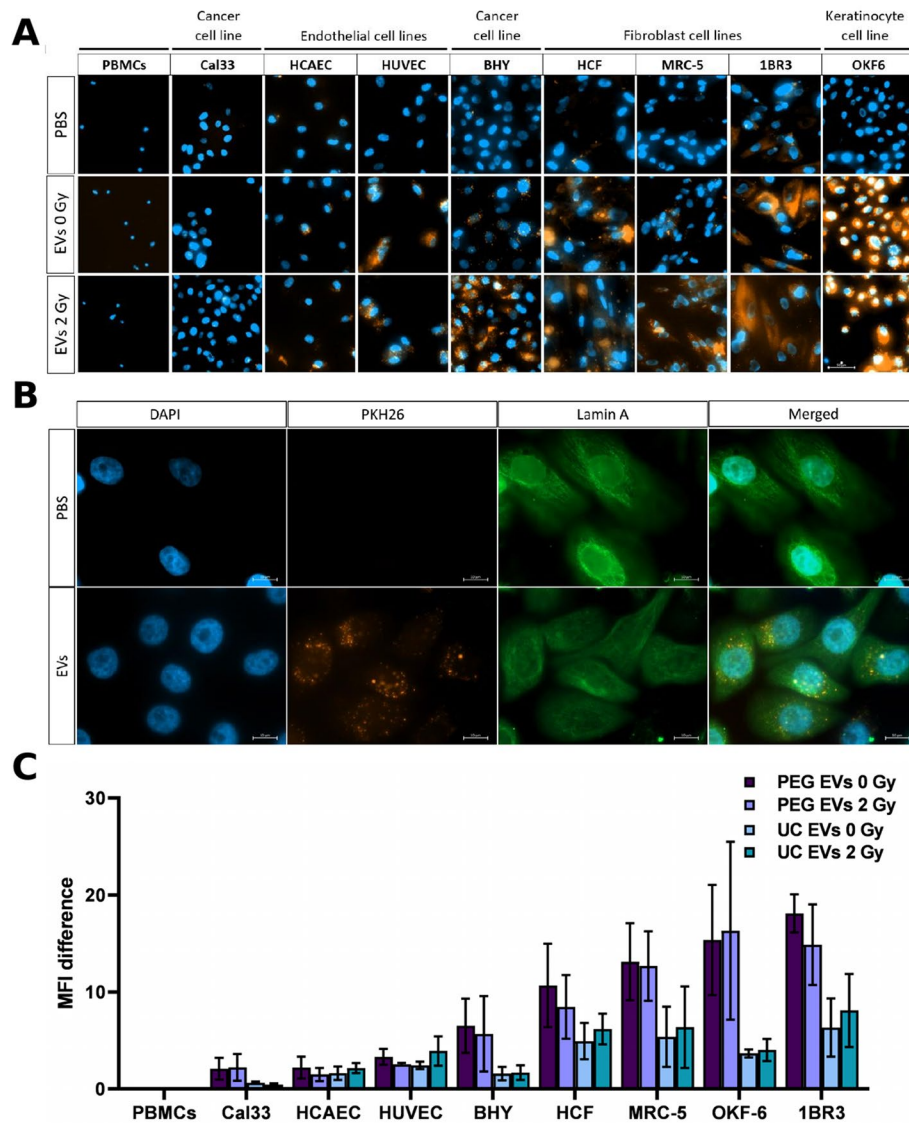 A
Cancer
cell line
Endothelial cell lines
Cancer
cell line
Fibroblast cell lines
Keratinocyte
cell line
PBMCs Cal33 HCAEC HUVEC BHY HCF MRC-5 1BR3 OKF6
PBS
EVs 0 Gy
EVs 2 Gy
B
DAPI PKH26 Lamin A Merged
PBS
EVs
C
PEG EVs 0 Gy
PEG EVs 2 Gy
UC EVs 0 Gy
UC EVs 2 Gy
MFI difference
30
20
10
0
PBMCs Cal33 HCAEC HUVEC BHY HCF MRC-5 OKF-6 1BR3